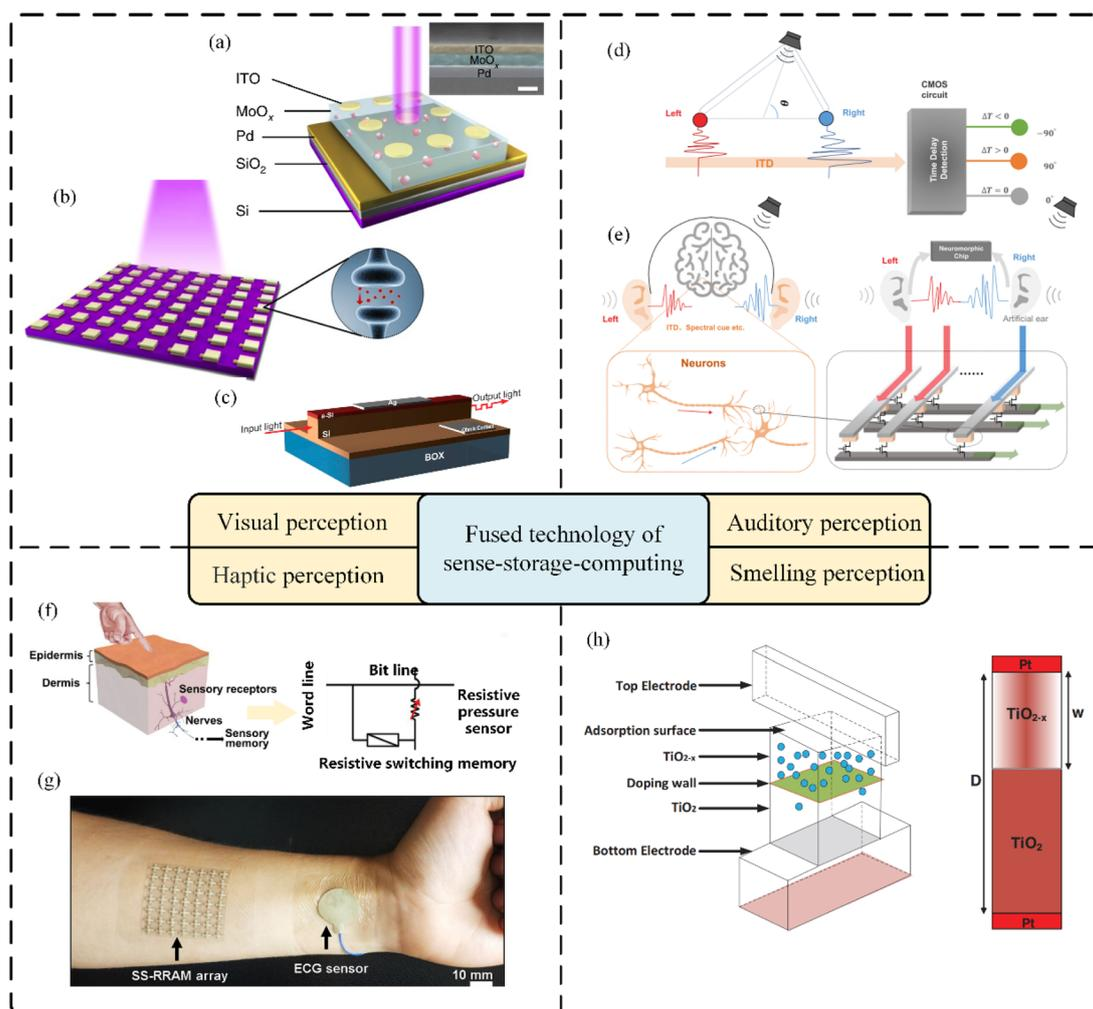 (a)
ITO
MoOₓ
Pd
ITO
MoOₓ
Pd
SiO₂
Si
(b)
(c)
Ag
Output light
a-Si
Input light
Si
Ohmic Contact
BOX
(d)
Left
θ
Right
ITD
CMOS
circuit
Time Delay
Detection
ΔT < 0
−90°
ΔT > 0
90°
ΔT = 0
0°
(e)
Left
Right
ITD、Spectral cue etc.
Neurons
Neuromorphic
Chip
Left
Right
Artificial ear
......
Visual perception
Haptic perception
Fused technology of
sense-storage-computing
Auditory perception
Smelling perception
(f)
Epidermis
Dermis
Sensory receptors
Nerves
Sensory
memory
Word line
Bit line
Resistive
pressure
sensor
Resistive switching memory
(g)
SS-RRAM array
ECG sensor
10 mm
(h)
Top Electrode
Adsorption surface
TiO₂₋ₓ
Doping wall
TiO₂
Bottom Electrode
Pt
TiO₂₋ₓ
W
D
TiO₂
Pt